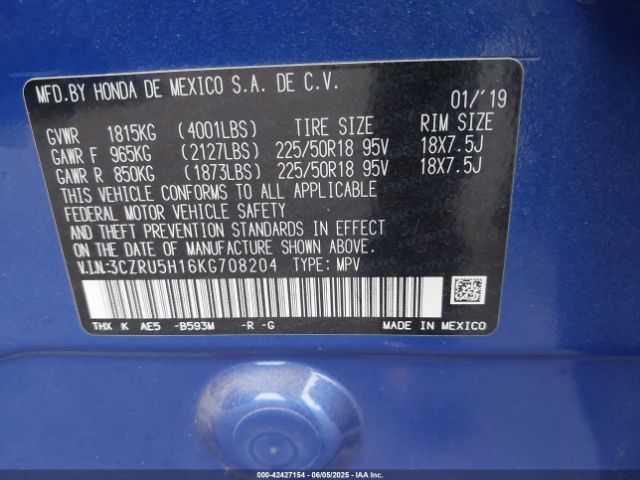 MFD.BY HONDA DE MEXICO S.A. DE C.V.
01/'19
GVWR 1815KG (4001LBS) TIRE SIZE RIM SIZE
GAWR F 965KG (2127LBS) 225/50R18 95V 18X7.5J
GAWR R 850KG (1873LBS) 225/50R18 95V 18X7.5J
THIS VEHICLE CONFORMS TO ALL APPLICABLE
FEDERAL MOTOR VEHICLE SAFETY
AND THEFT PREVENTION STANDARDS IN EFFECT
ON THE DATE OF MANUFACTURE SHOWN ABOVE.
V.I.N.:3CZRU5H16KG708204 TYPE: MPV
THX K AE5 -B593M -R -G
MADE IN MEXICO
000-42427154 - 06/05/2025 - IAA Inc.